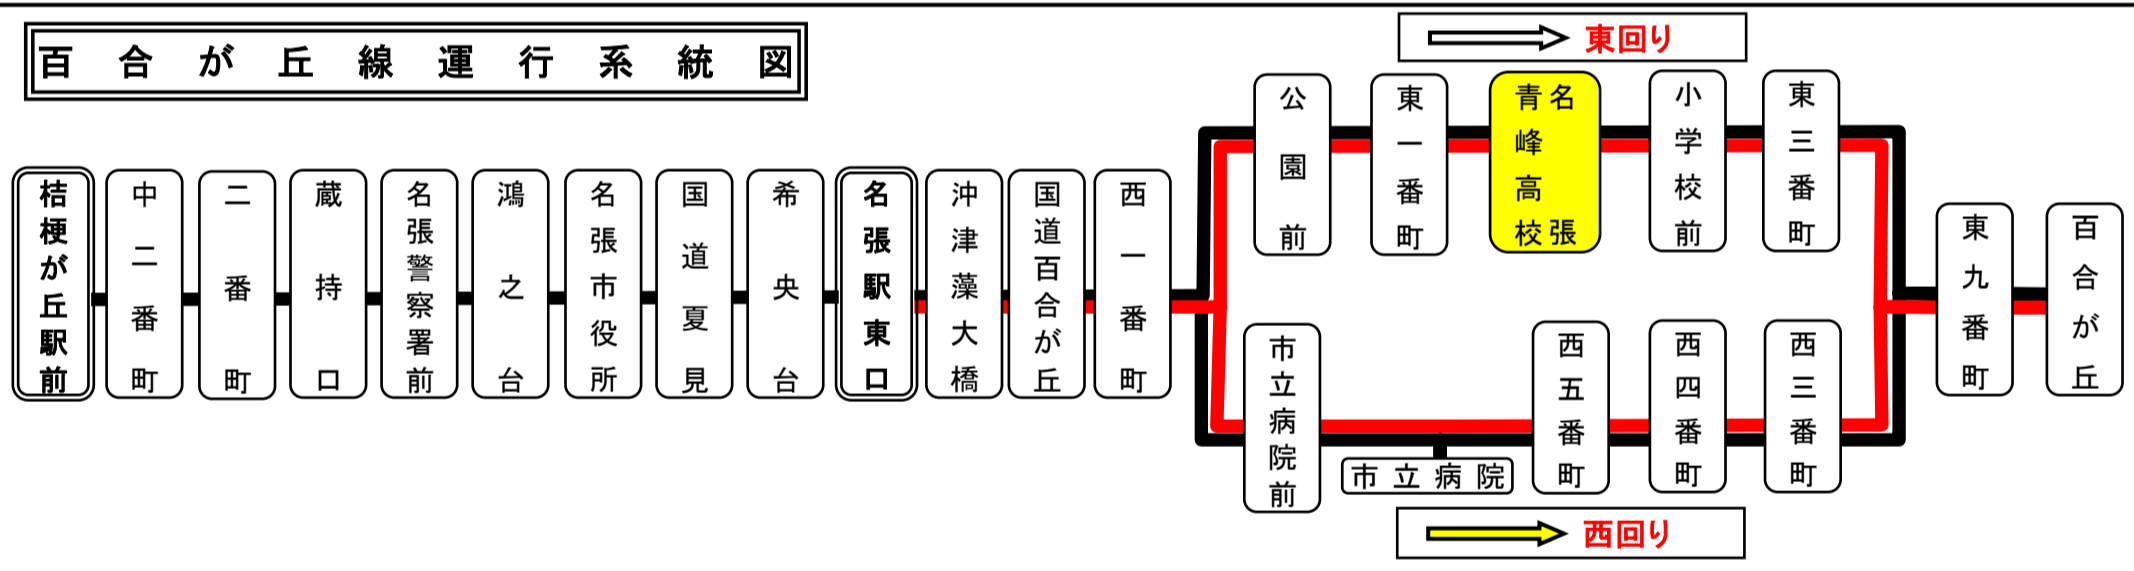 百合が丘線運行系統図
東回り
桔梗が丘駅前
中二番町
二番町
蔵持口
名張警察署前
鴻之台
名張市役所
国道夏見
希央台
名張駅東口
沖津藻大橋
国道百合が丘
西一番町
公園前
東一番町
名張
青峰高校
小学校前
東三番町
市立病院前
市立病院
西五番町
西四番町
西三番町
東九番町
百合が丘
西回り